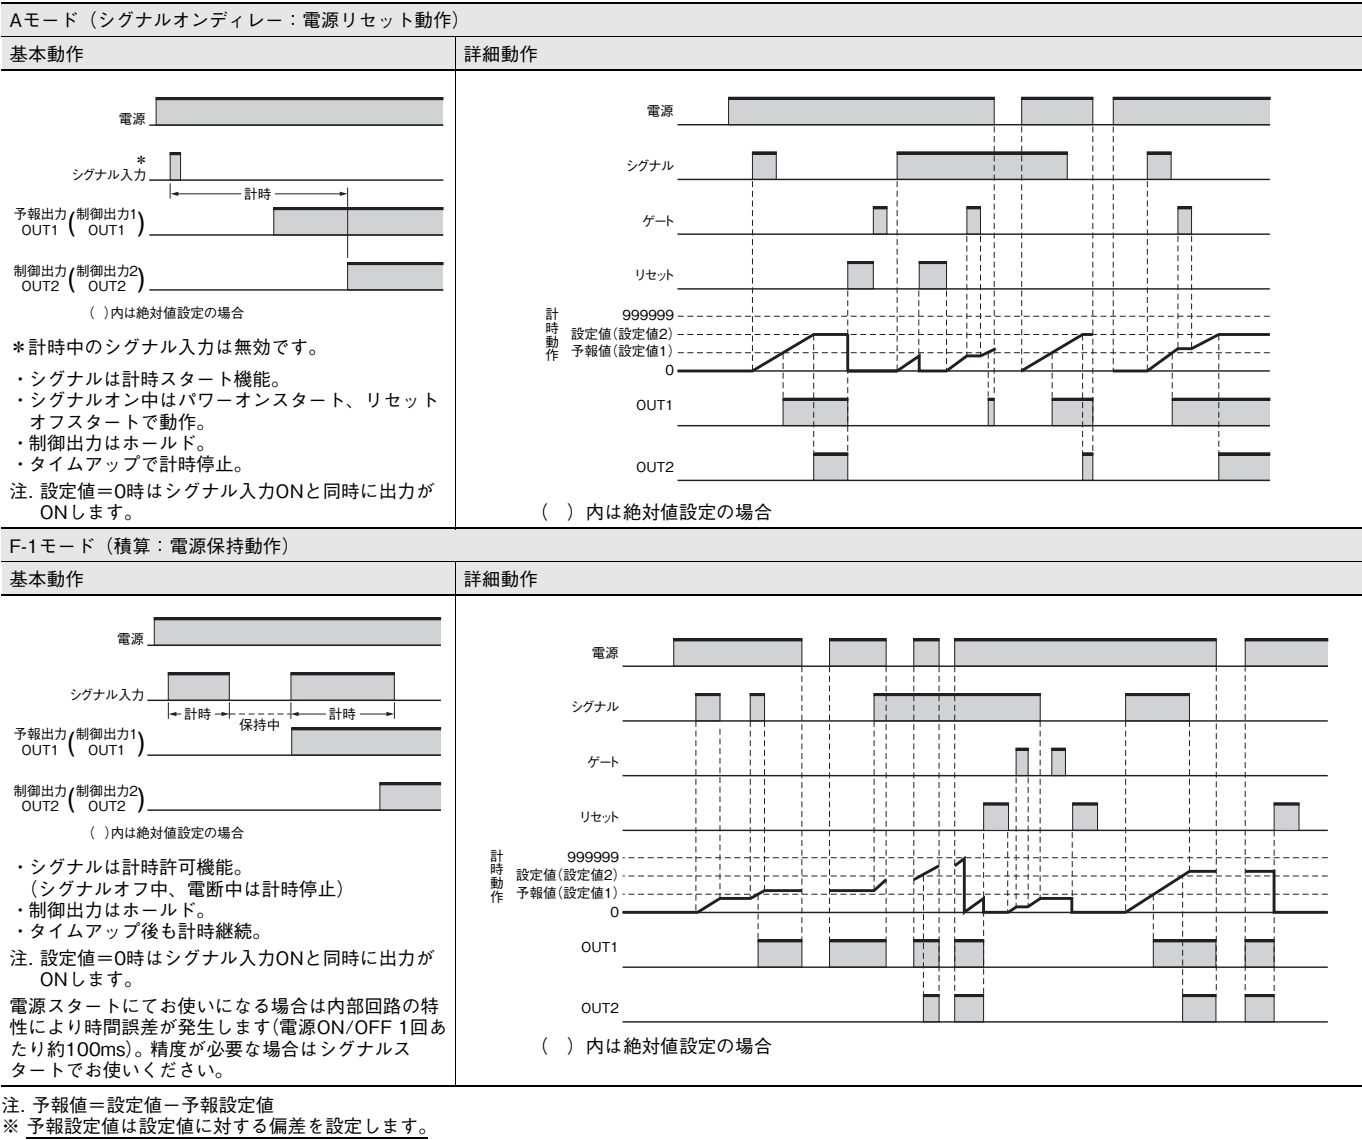 Aモード（シグナルオンディレー：電源リセット動作）
基本動作
詳細動作
電源
*
シグナル入力
計時
予報出力(制御出力1)
OUT1 ( OUT1 )
制御出力(制御出力2)
OUT2 ( OUT2 )
（ ）内は絶対値設定の場合
*計時中のシグナル入力は無効です。
・シグナルは計時スタート機能。
・シグナルオン中はパワーオンスタート、リセット
オフスタートで動作。
・制御出力はホールド。
・タイムアップで計時停止。
注. 設定値＝0時はシグナル入力ONと同時に出力が
ONします。
電源
シグナル
ゲート
リセット
計時動作
999999
設定値(設定値2)
予報値(設定値1)
0
OUT1
OUT2
（ ）内は絶対値設定の場合
F-1モード（積算：電源保持動作）
基本動作
詳細動作
電源
シグナル入力
計時
保持中
計時
予報出力(制御出力1)
OUT1 ( OUT1 )
制御出力(制御出力2)
OUT2 ( OUT2 )
（ ）内は絶対値設定の場合
・シグナルは計時許可機能。
（シグナルオフ中、電断中は計時停止）
・制御出力はホールド。
・タイムアップ後も計時継続。
注. 設定値＝0時はシグナル入力ONと同時に出力が
ONします。
電源スタートにてお使いになる場合は内部回路の特
性により時間誤差が発生します(電源ON/OFF 1回あ
たり約100ms)。精度が必要な場合はシグナルス
タートでお使いください。
電源
シグナル
ゲート
リセット
計時動作
999999
設定値(設定値2)
予報値(設定値1)
0
OUT1
OUT2
（ ）内は絶対値設定の場合
注. 予報値＝設定値－予報設定値
※ 予報設定値は設定値に対する偏差を設定します。